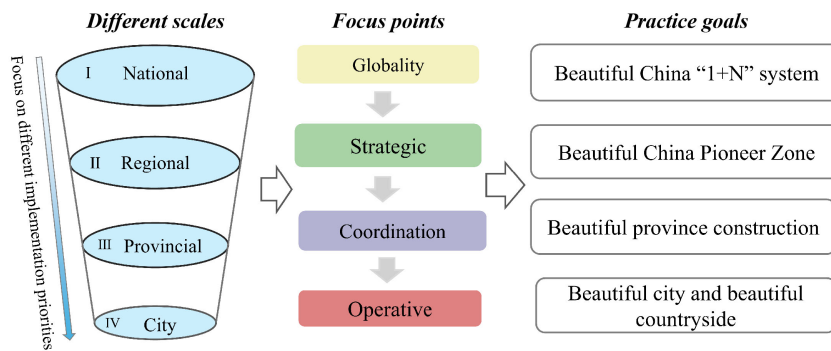 Different scales
Focus points
Practice goals
Focus on different implementation priorities
I National
II Regional
III Provincial
IV City
Globality
Strategic
Coordination
Operative
Beautiful China “1+N” system
Beautiful China Pioneer Zone
Beautiful province construction
Beautiful city and beautiful
countryside